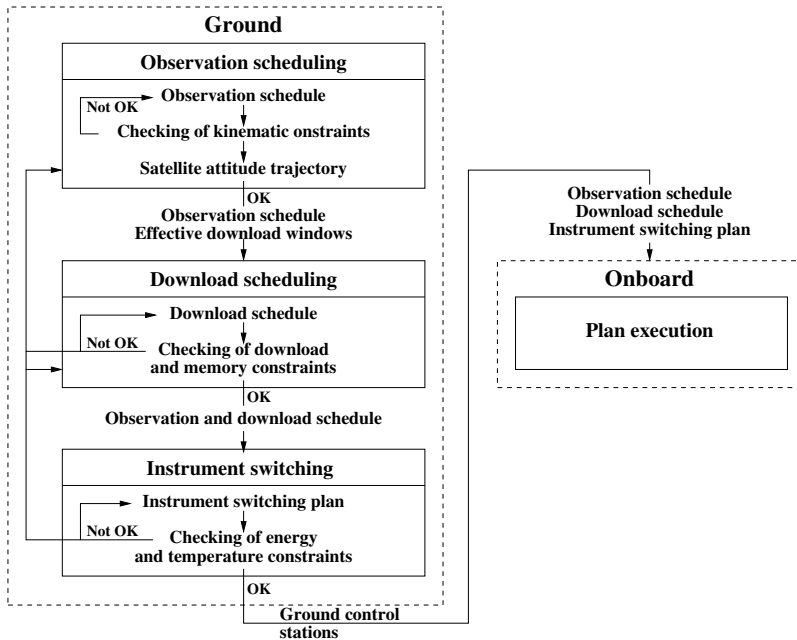 Ground
Observation scheduling
Observation schedule
Not OK
Checking of kinematic onstraints
Satellite attitude trajectory
OK
Observation schedule
Effective download windows
Download scheduling
Download schedule
Not OK
Checking of download
and memory constraints
OK
Observation and download schedule
Instrument switching
Instrument switching plan
Not OK
Checking of energy
and temperature constraints
OK
Ground control
stations
Observation schedule
Download schedule
Instrument switching plan
Onboard
Plan execution